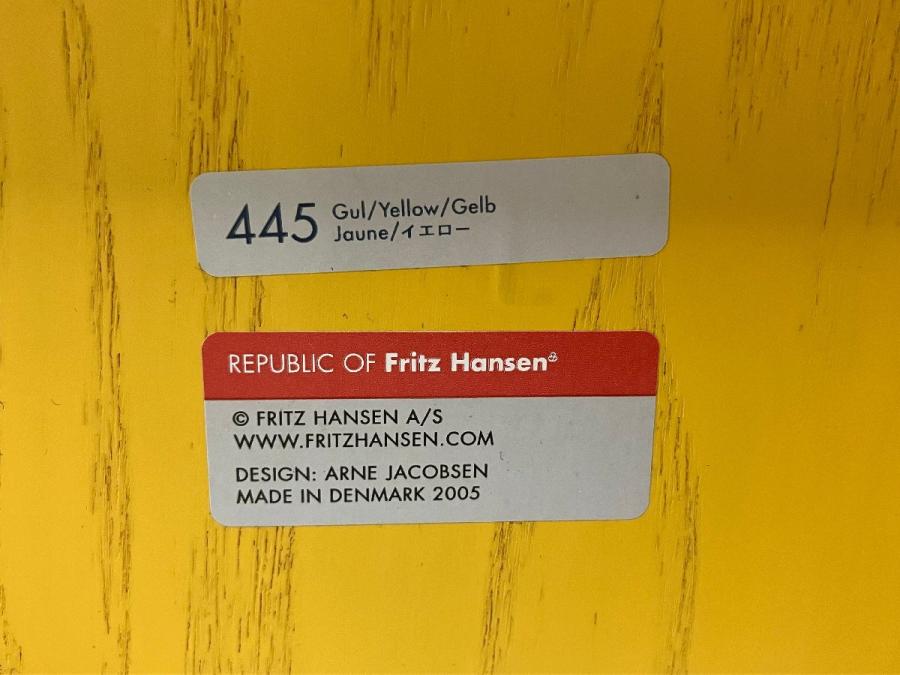 445 Gul/Yellow/Gelb
Jaune/イエロー
REPUBLIC OF Fritz Hansen®
© FRITZ HANSEN A/S
WWW.FRITZHANSEN.COM
DESIGN: ARNE JACOBSEN
MADE IN DENMARK 2005